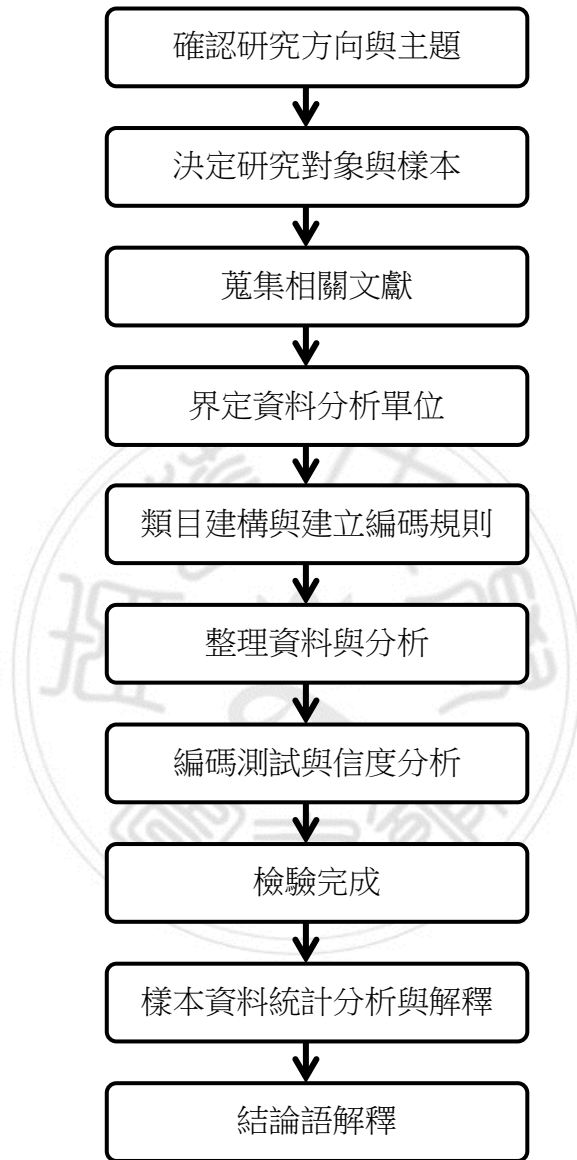 確認研究方向與主題
決定研究對象與樣本
蒐集相關文獻
界定資料分析單位
類目建構與建立編碼規則
整理資料與分析
編碼測試與信度分析
檢驗完成
樣本資料統計分析與解釋
結論語解釋